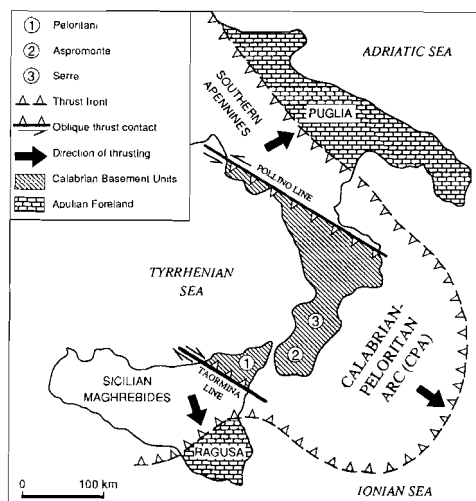 1 Peloritani
2 Aspromonte
3 Serre
Thrust front
Oblique thrust contact
Direction of thrusting
Calabrian Basement Units
Apulian Foreland
ADRIATIC SEA
SOUTHERN
APENNINES
PUGLIA
POLLINO LINE
TYRRHENIAN
SEA
3
1
2
TAORMINA
LINE
SICILIAN
MAGHREBIDES
CALABRIAN-
PELORITAN
ARC (CPA)
RAGUSA
0 100 km
IONIAN SEA